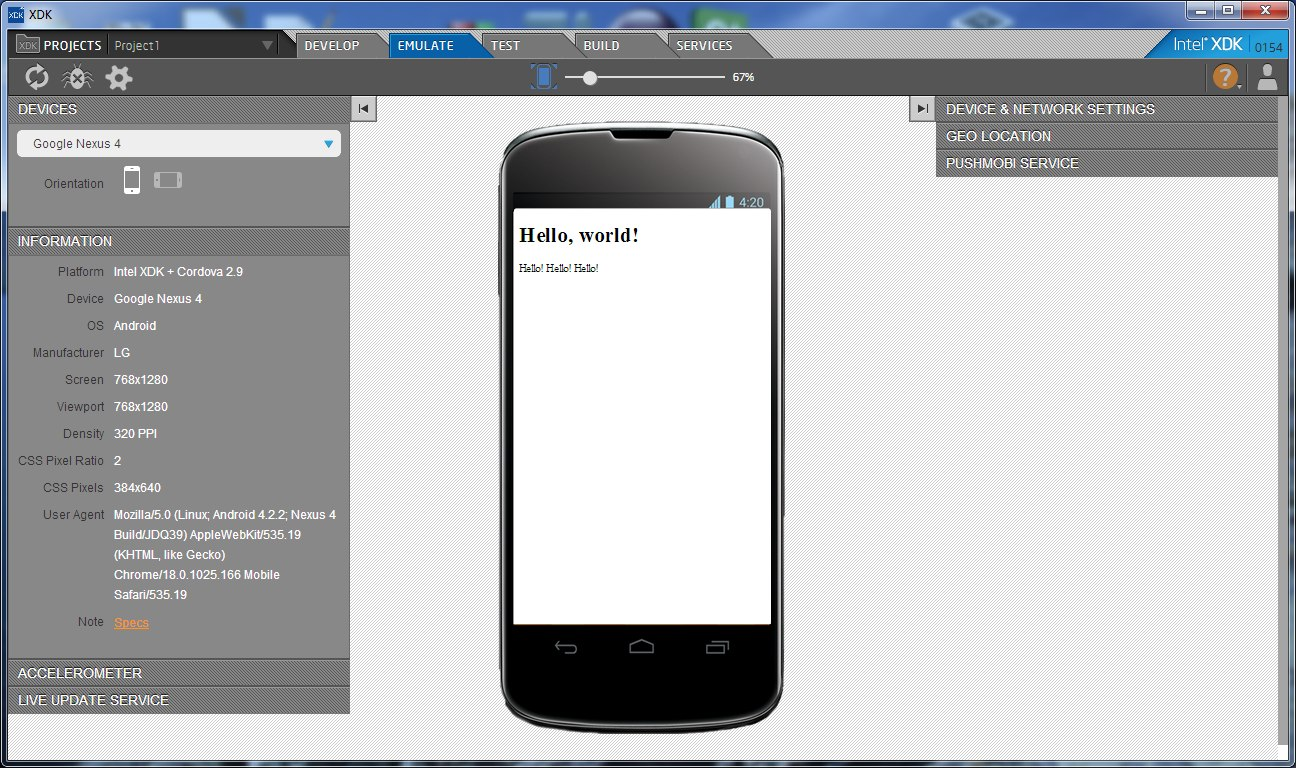 XDK XDK
XDK PROJECTS Project1 DEVELOP EMULATE TEST BUILD SERVICES Intel XDK 0154
67% ?
DEVICES
Google Nexus 4
Orientation
INFORMATION
Platform Intel XDK + Cordova 2.9
Device Google Nexus 4
OS Android
Manufacturer LG
Screen 768x1280
Viewport 768x1280
Density 320 PPI
CSS Pixel Ratio 2
CSS Pixels 384x640
User Agent Mozilla/5.0 (Linux; Android 4.2.2; Nexus 4
Build/JDQ39) AppleWebKit/535.19
(KHTML, like Gecko)
Chrome/18.0.1025.166 Mobile
Safari/535.19
Note Specs
ACCELEROMETER
LIVE UPDATE SERVICE
4:20
Hello, world!
Hello! Hello! Hello!
DEVICE & NETWORK SETTINGS
GEO LOCATION
PUSHMOBI SERVICE